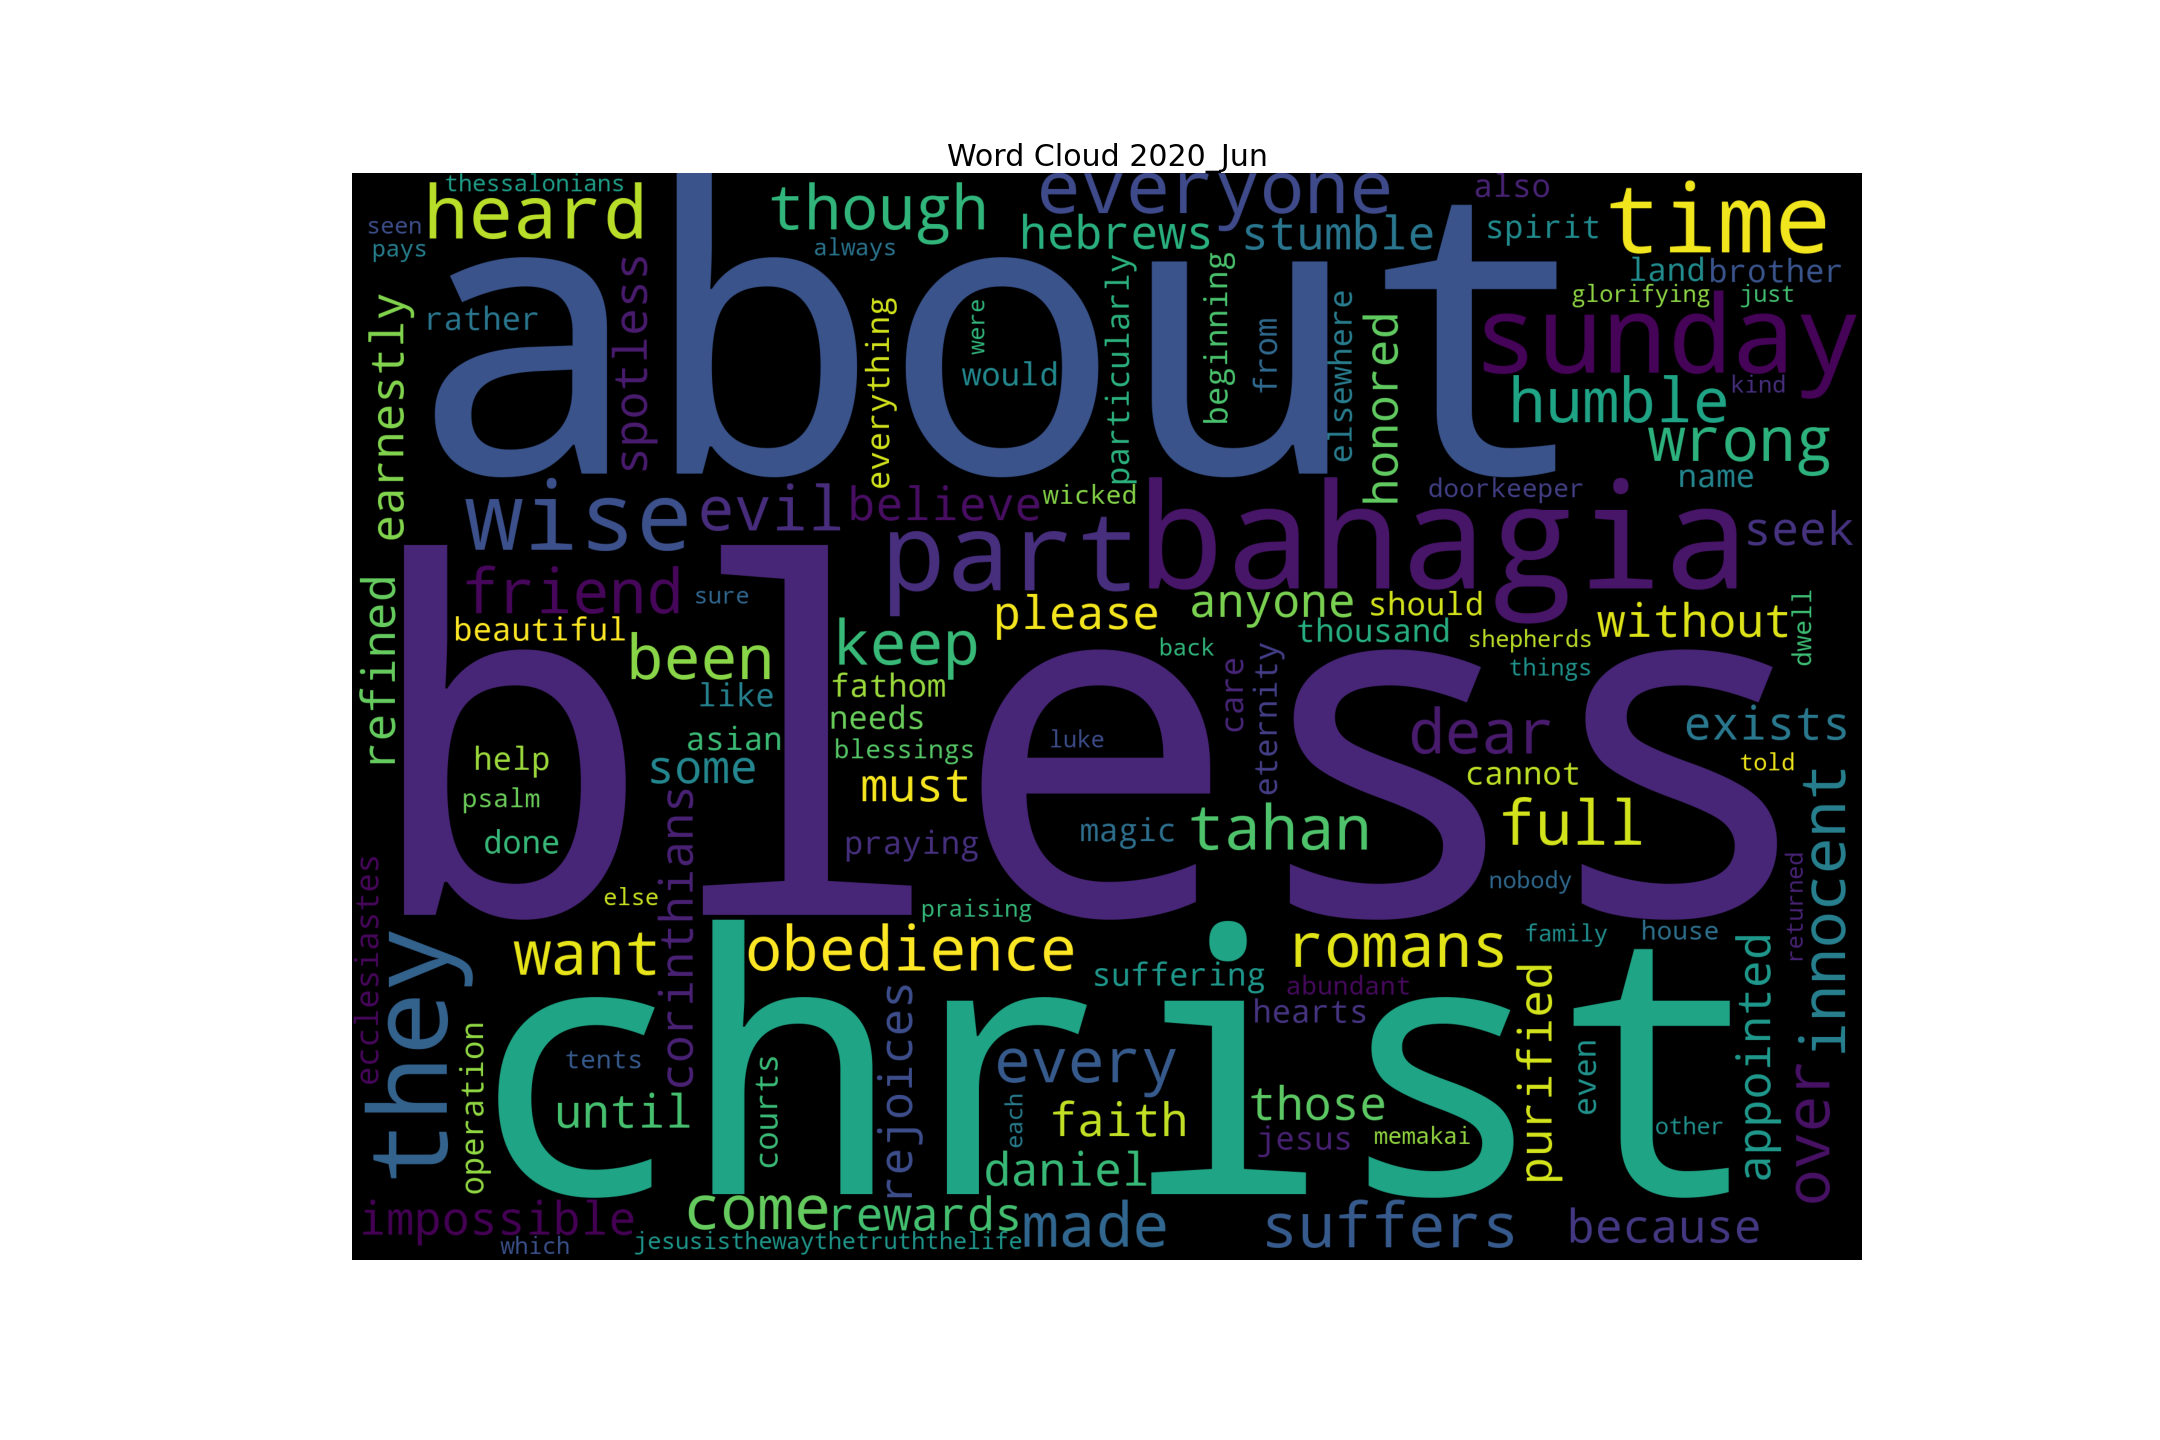 Word Cloud 2020_Jun
thessalonians
heard
though
everyone
also
time
seen
pays
always
hebrews
stumble
spirit
land
brother
about
spotless
earnestly
rather
everything
were
would
particularly
beginning
from
elsewhere
honored
glorifying
just
sunday
kind
humble
wrong
name
wise
evil
believe
wicked
doorkeeper
part
bahagia
seek
refined
friend
sure
beautiful
been
keep
please
anyone
should
thousand
back
shepherds
without
dwell
things
bless
like
fathom
needs
asian
some
blessings
luke
care
eternity
dear
exists
cannot
told
help
psalm
done
must
praying
magic
tahan
full
nobody
innocent
returned
ecclesiastes
else
corinthians
praising
want
obedience
suffering
romans
family
house
abundant
hearts
they
christ
operation
tents
until
courts
rejoices
every
each
faith
those
jesus
memakai
purified
even
other
appointed
over
daniel
impossible
which
come
rewards
jesusisthewaythetruththelife
made
suffers
because